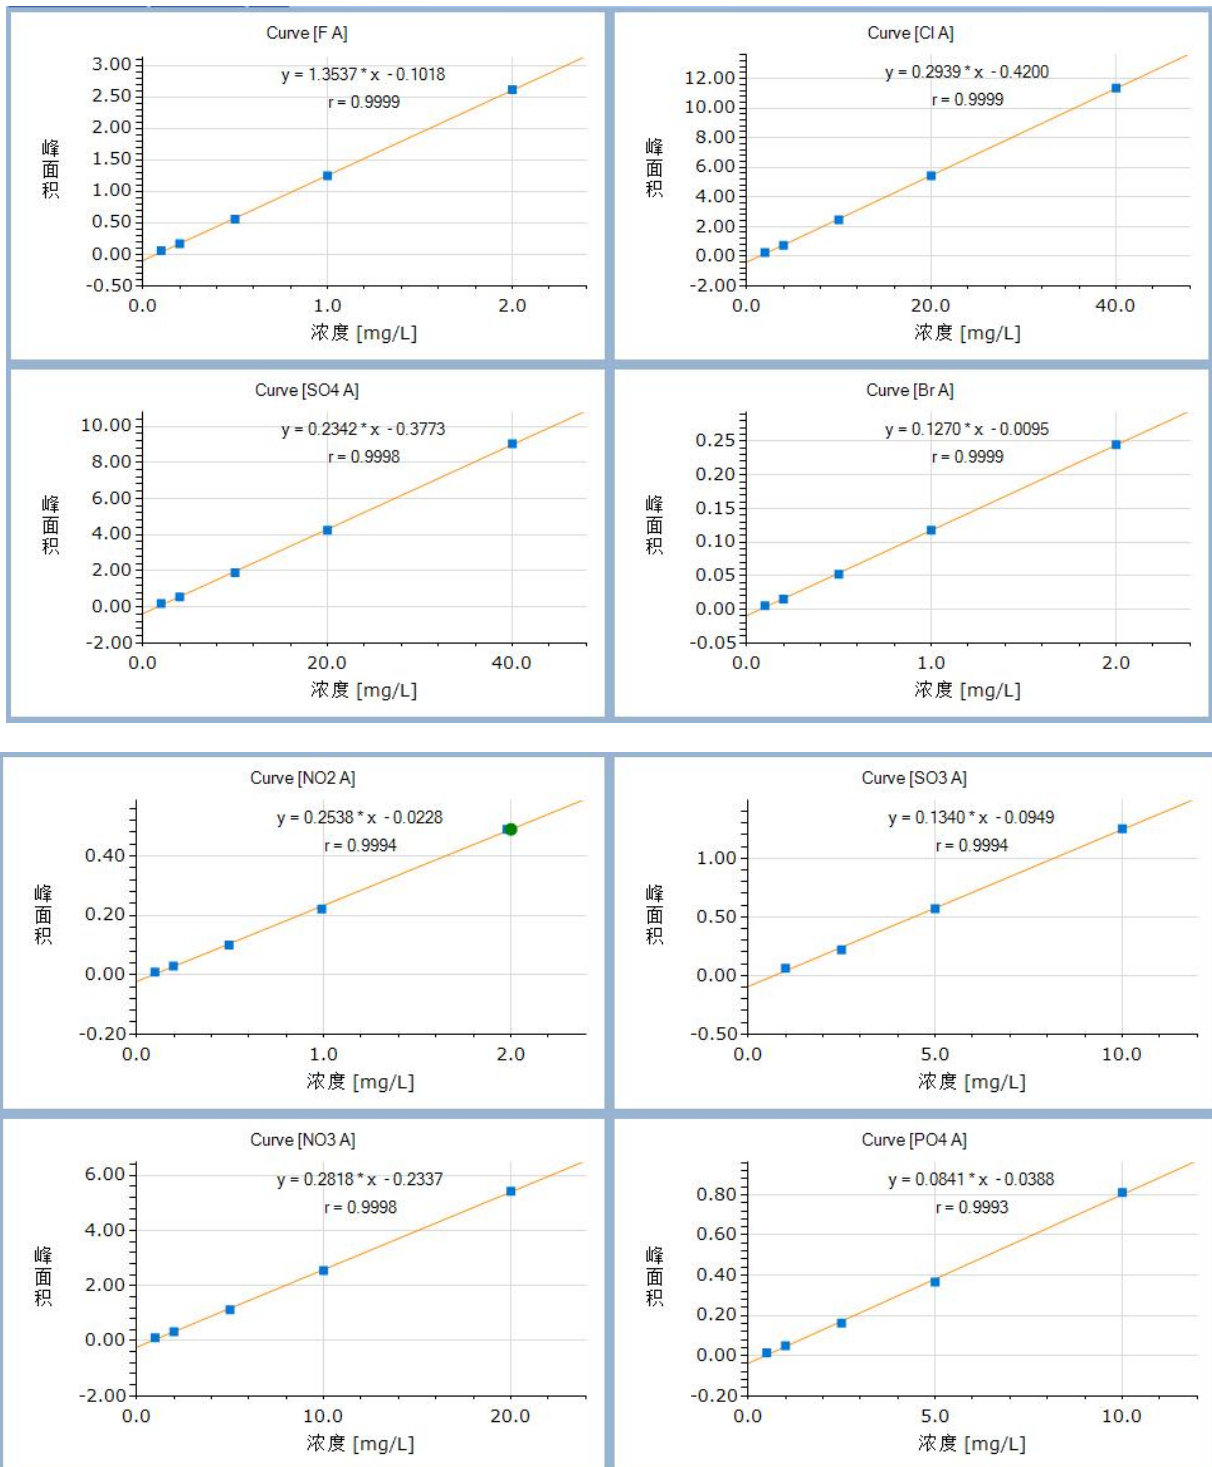 Curve [F A]
y = 1.3537 * x - 0.1018
r = 0.9999
3.00
2.50
2.00
1.50
1.00
0.50
0.00
-0.50
峰面积
0.0
1.0
2.0
浓度 [mg/L]
Curve [Cl A]
y = 0.2939 * x - 0.4200
r = 0.9999
12.00
10.00
8.00
6.00
4.00
2.00
0.00
-2.00
峰面积
0.0
20.0
40.0
浓度 [mg/L]
Curve [SO4 A]
y = 0.2342 * x - 0.3773
r = 0.9998
10.00
8.00
6.00
4.00
2.00
0.00
-2.00
峰面积
0.0
20.0
40.0
浓度 [mg/L]
Curve [Br A]
y = 0.1270 * x - 0.0095
r = 0.9999
0.25
0.20
0.15
0.10
0.05
0.00
-0.05
峰面积
0.0
1.0
2.0
浓度 [mg/L]
Curve [NO2 A]
y = 0.2538 * x - 0.0228
r = 0.9994
0.40
0.20
0.00
-0.20
峰面积
0.0
1.0
2.0
浓度 [mg/L]
Curve [SO3 A]
y = 0.1340 * x - 0.0949
r = 0.9994
1.00
0.50
0.00
-0.50
峰面积
0.0
5.0
10.0
浓度 [mg/L]
Curve [NO3 A]
y = 0.2818 * x - 0.2337
r = 0.9998
6.00
4.00
2.00
0.00
-2.00
峰面积
0.0
10.0
20.0
浓度 [mg/L]
Curve [PO4 A]
y = 0.0841 * x - 0.0388
r = 0.9993
0.80
0.60
0.40
0.20
0.00
-0.20
峰面积
0.0
5.0
10.0
浓度 [mg/L]